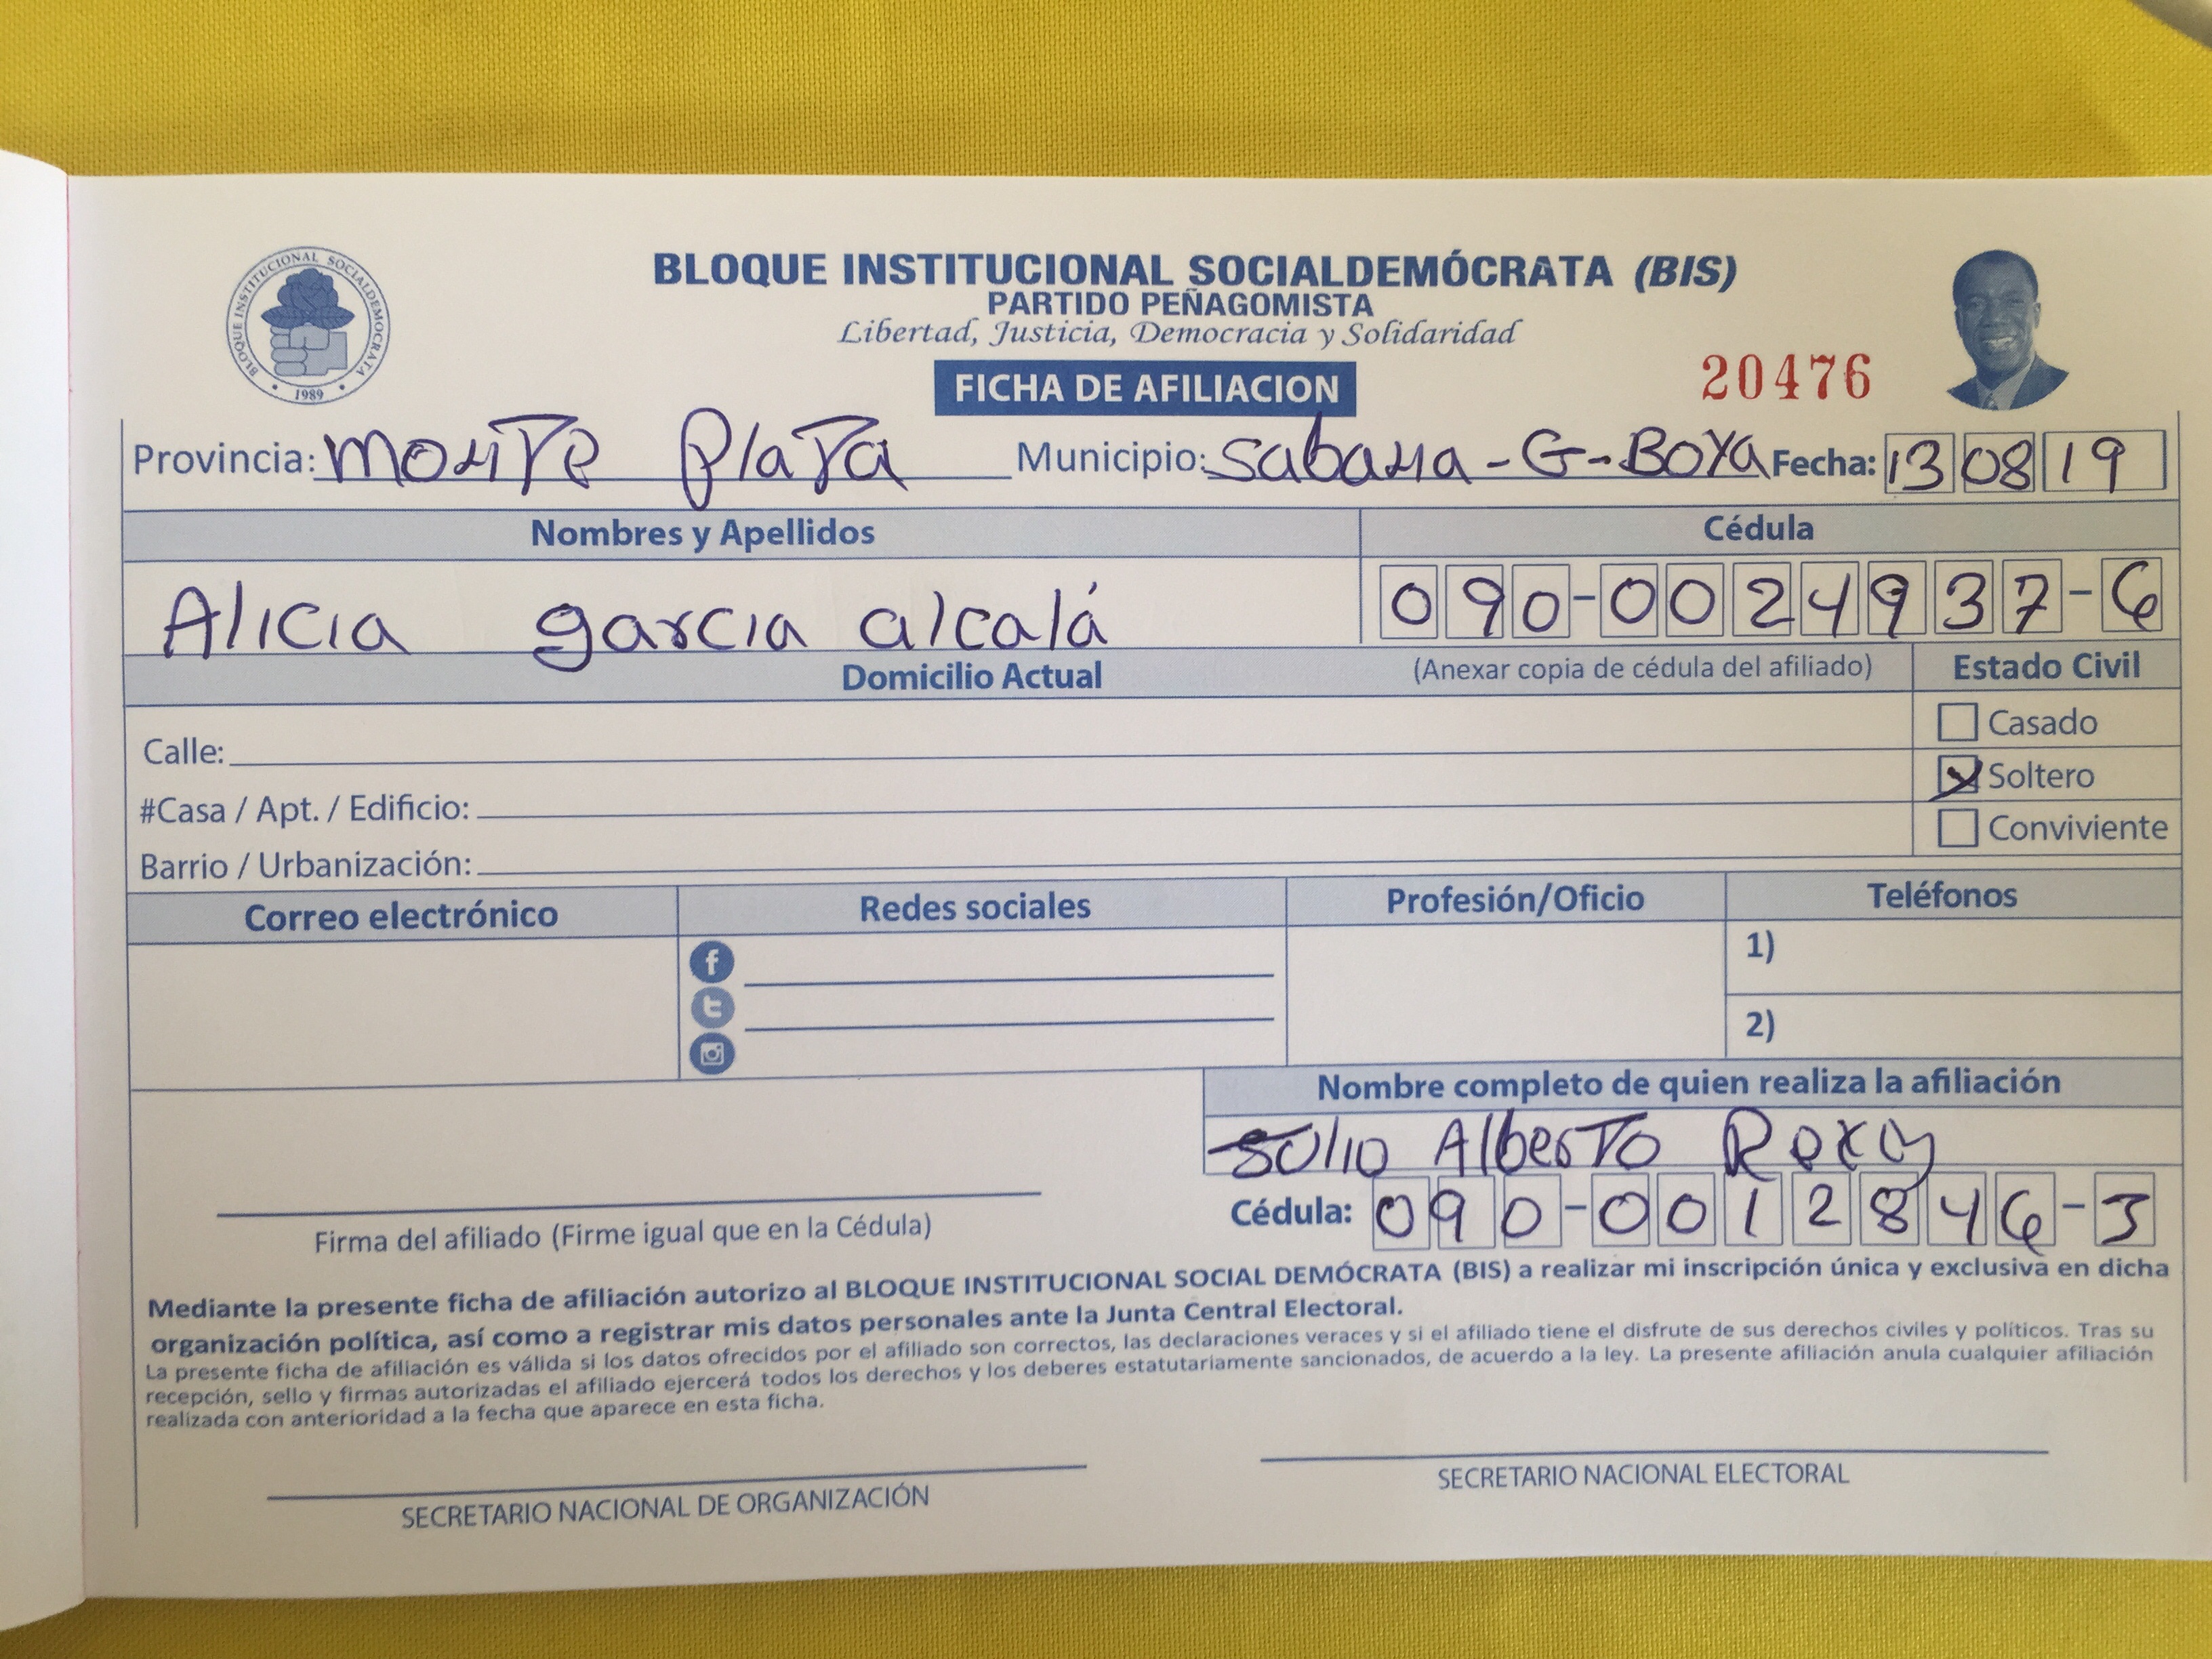 BLOQUE INSTITUCIONAL SOCIALDEMOCRATA
1989
BLOQUE INSTITUCIONAL SOCIALDEMÓCRATA (BIS)
PARTIDO PEÑAGOMISTA
Libertad, Justicia, Democracia y Solidaridad
FICHA DE AFILIACION
20476
Provincia: MONTE PlaTa Municipio: Sabana-G-BOYa Fecha: 13 08 19
Nombres y Apellidos Cédula
Alicia garcia alcalá 090-0024937-6
Domicilio Actual (Anexar copia de cédula del afiliado) Estado Civil
Casado
Calle:
Soltero
#Casa / Apt. / Edificio:
Conviviente
Barrio / Urbanización:
Correo electrónico Redes sociales Profesión/Oficio Teléfonos
1)
2)
Nombre completo de quien realiza la afiliación
Alberto
Cédula: 090-0012846-3
Firma del afiliado (Firme igual que en la Cédula)
Mediante la presente ficha de afiliación autorizo al BLOQUE INSTITUCIONAL SOCIAL DEMÓCRATA (BIS) a realizar mi inscripción única y exclusiva en dicha
organización política, así como a registrar mis datos personales ante la Junta Central Electoral.
La presente ficha de afiliación es válida si los datos ofrecidos por el afiliado son correctos, las declaraciones veraces y si el afiliado tiene el disfrute de sus derechos civiles y políticos. Tras su
recepción, sello y firmas autorizadas el afiliado ejercerá todos los derechos y los deberes estatutariamente sancionados, de acuerdo a la ley. La presente afiliación anula cualquier afiliación
realizada con anterioridad a la fecha que aparece en esta ficha.
SECRETARIO NACIONAL DE ORGANIZACIÓN SECRETARIO NACIONAL ELECTORAL